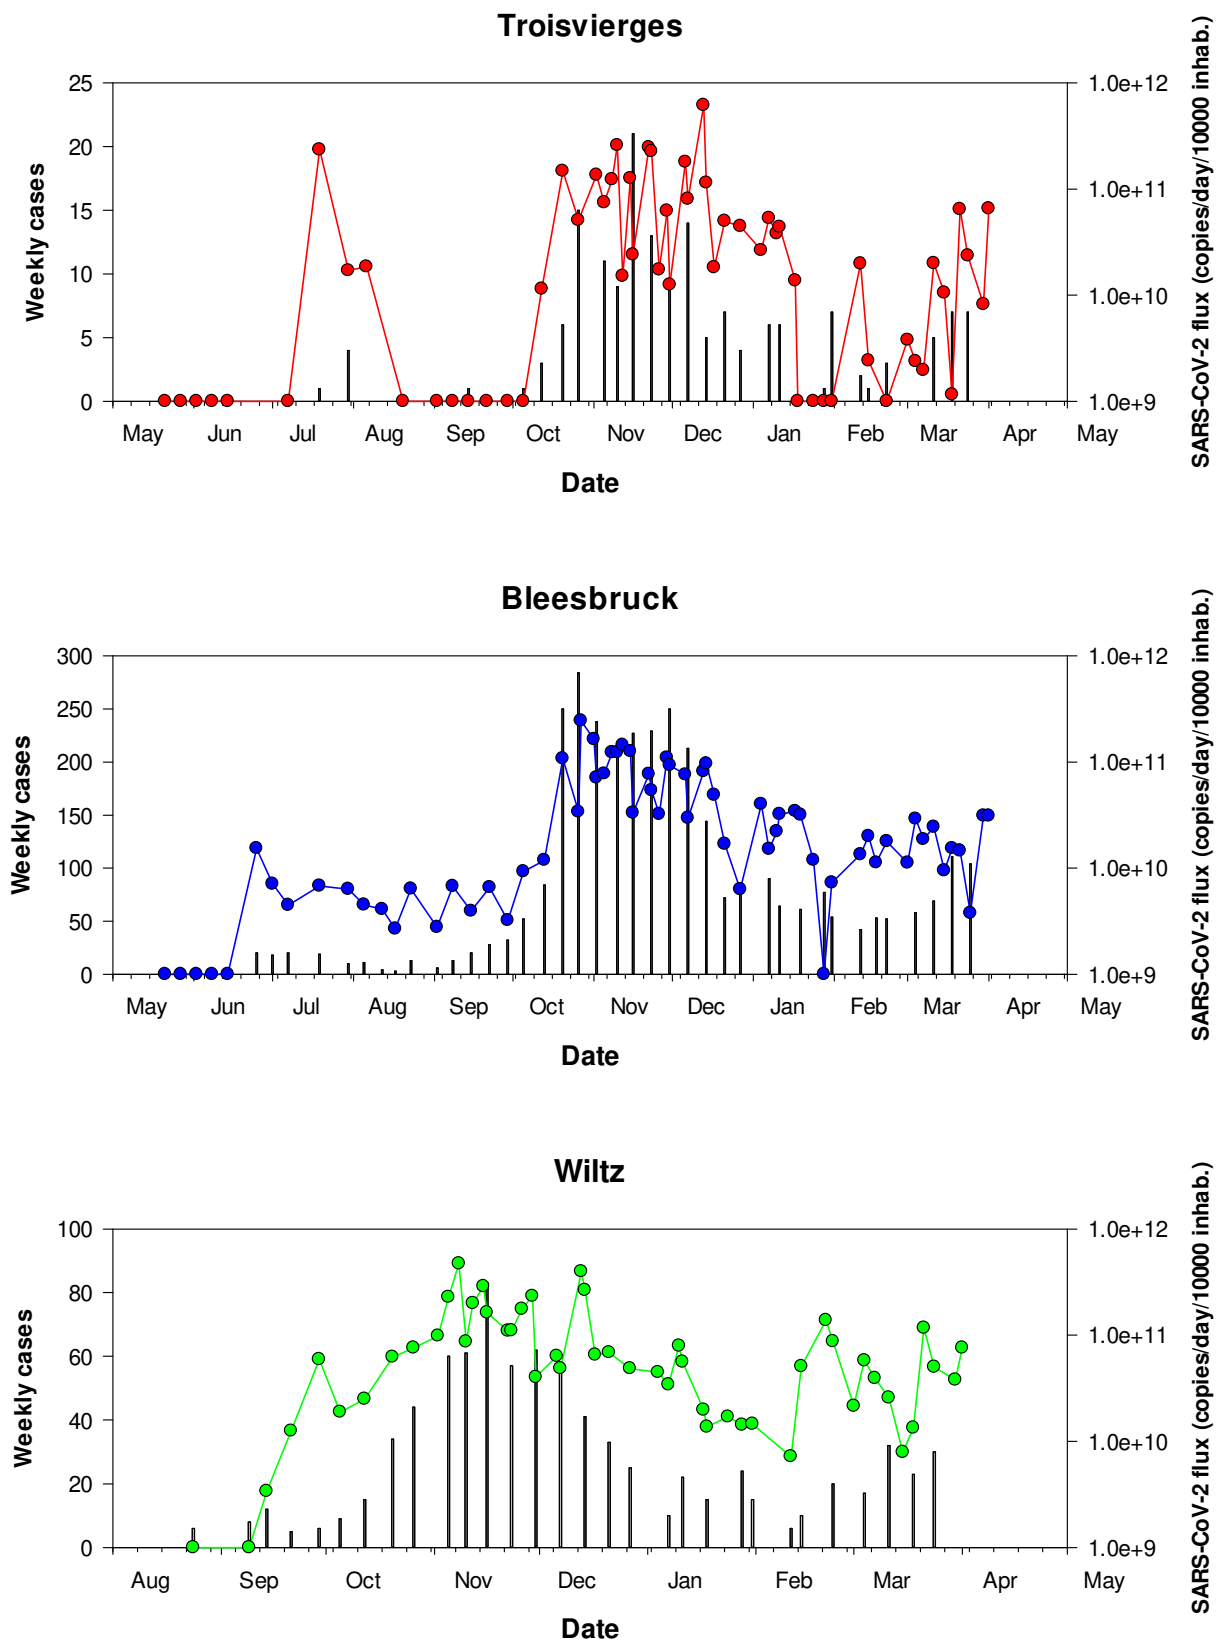 Troisvierges
Weekly cases
25
20
15
10
5
0
1.0e+12
1.0e+11
1.0e+10
1.0e+9
SARS-CoV-2 flux (copies/day/10000 inhab.)
May Jun Jul Aug Sep Oct Nov Dec Jan Feb Mar Apr May
Date
Bleesbruck
Weekly cases
300
250
200
150
100
50
0
1.0e+12
1.0e+11
1.0e+10
1.0e+9
SARS-CoV-2 flux (copies/day/10000 inhab.)
May Jun Jul Aug Sep Oct Nov Dec Jan Feb Mar Apr May
Date
Wiltz
Weekly cases
100
80
60
40
20
0
1.0e+12
1.0e+11
1.0e+10
1.0e+9
SARS-CoV-2 flux (copies/day/10000 inhab.)
Aug Sep Oct Nov Dec Jan Feb Mar Apr May
Date